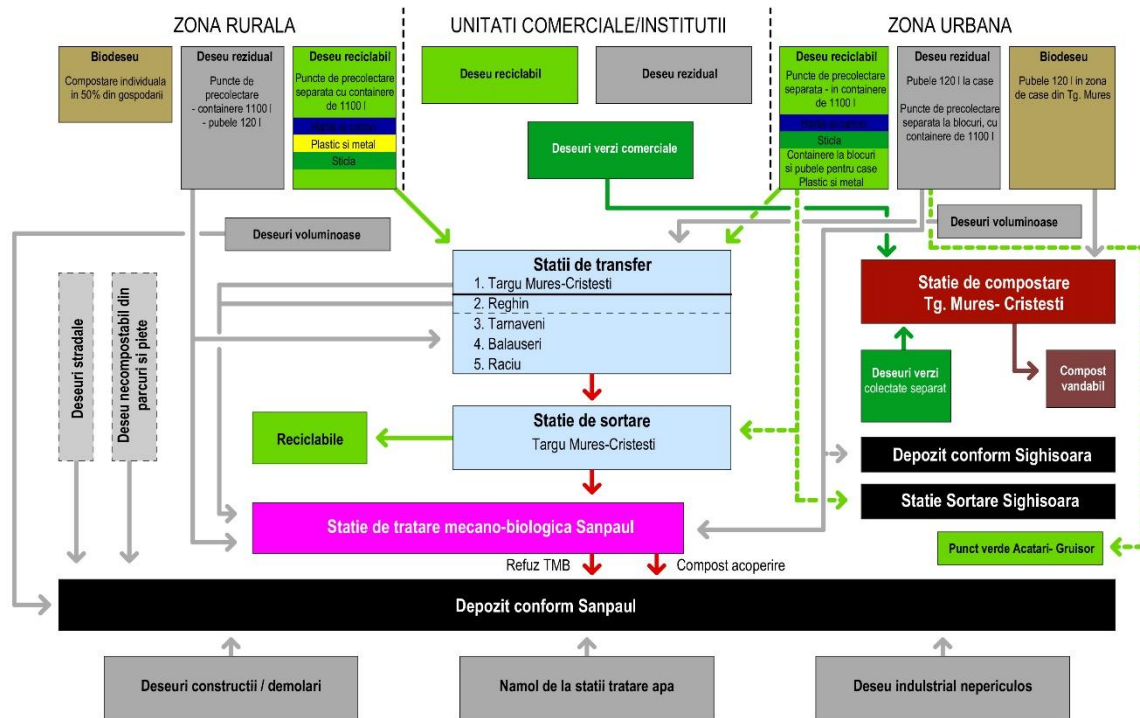 ZONA RURALA
UNITATI COMERCIALE/INSTITUTII
ZONA URBANA
Biodeseu
Compostare individuala
in 50% din gospodarii
Deseu rezidual
Puncte de
precolectare
- containere 1100 l
- pubele 120 l
Deseu reciclabil
Puncte de precolectare
separata cu containere
de 1100 l
Plastic si metal
Sticla
Deseu reciclabil
Deseu rezidual
Deseuri verzi comerciale
Deseu reciclabil
Puncte de precolectare
separata - in containere
de 1100 l
Sticla
Containere la blocuri
si pubele pentru case
Plastic si metal
Deseu rezidual
Pubele 120 l la case
Puncte de precolectare
separata la blocuri, cu
containere de 1100 l
Biodeseu
Pubele 120 l in zona
de case din Tg. Mures
Deseuri voluminoase
Deseuri voluminoase
Statii de transfer
1. Targu Mures-Cristesti
2. Reghin
3. Tarnaveni
4. Balauseri
5. Raciu
Statie de compostare
Tg. Mures- Cristesti
Deseuri stradale
Deseu necompostabil din
parcuri si piete
Deseuri verzi
colectate separat
Compost
vandabil
Reciclabile
Statie de sortare
Targu Mures-Cristesti
Depozit conform Sighisoara
Statie Sortare Sighisoara
Statie de tratare mecano-biologica Sanpaul
Punct verde Acatari- Gruisor
Refuz TMB
Compost acoperire
Depozit conform Sanpaul
Deseuri constructii / demolari
Namol de la statii tratare apa
Deseu indulstrial nepericulos